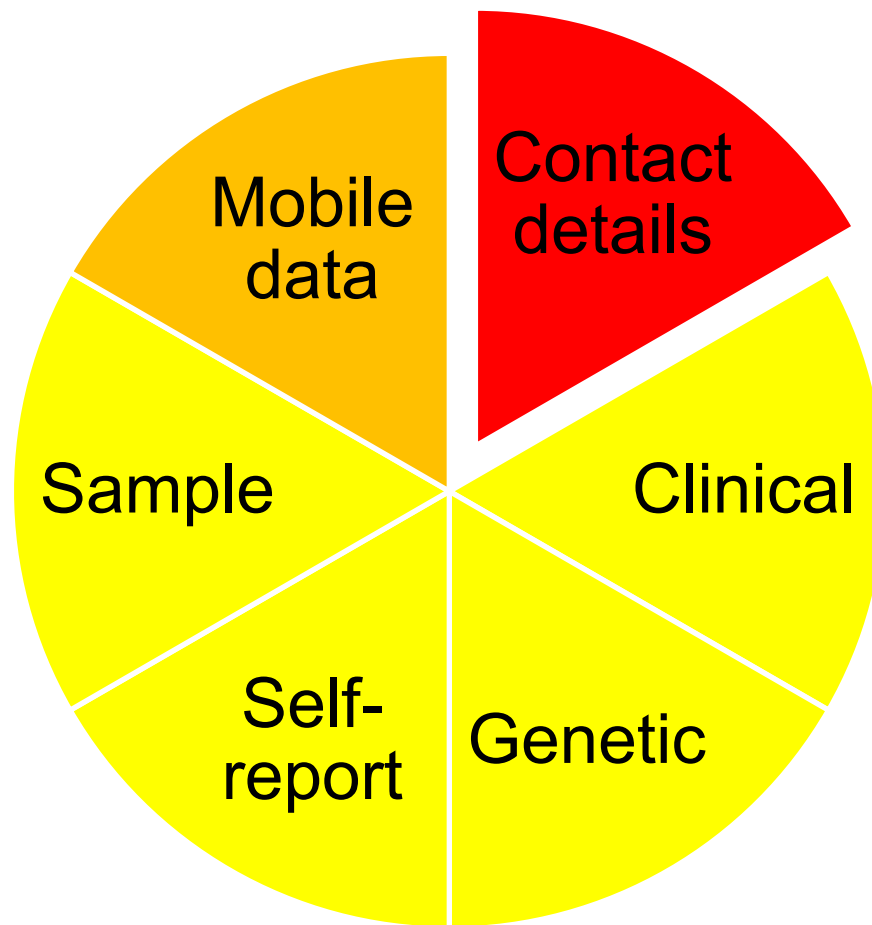 Contact
details
Mobile
data
Sample
Clinical
Self-
report
Genetic